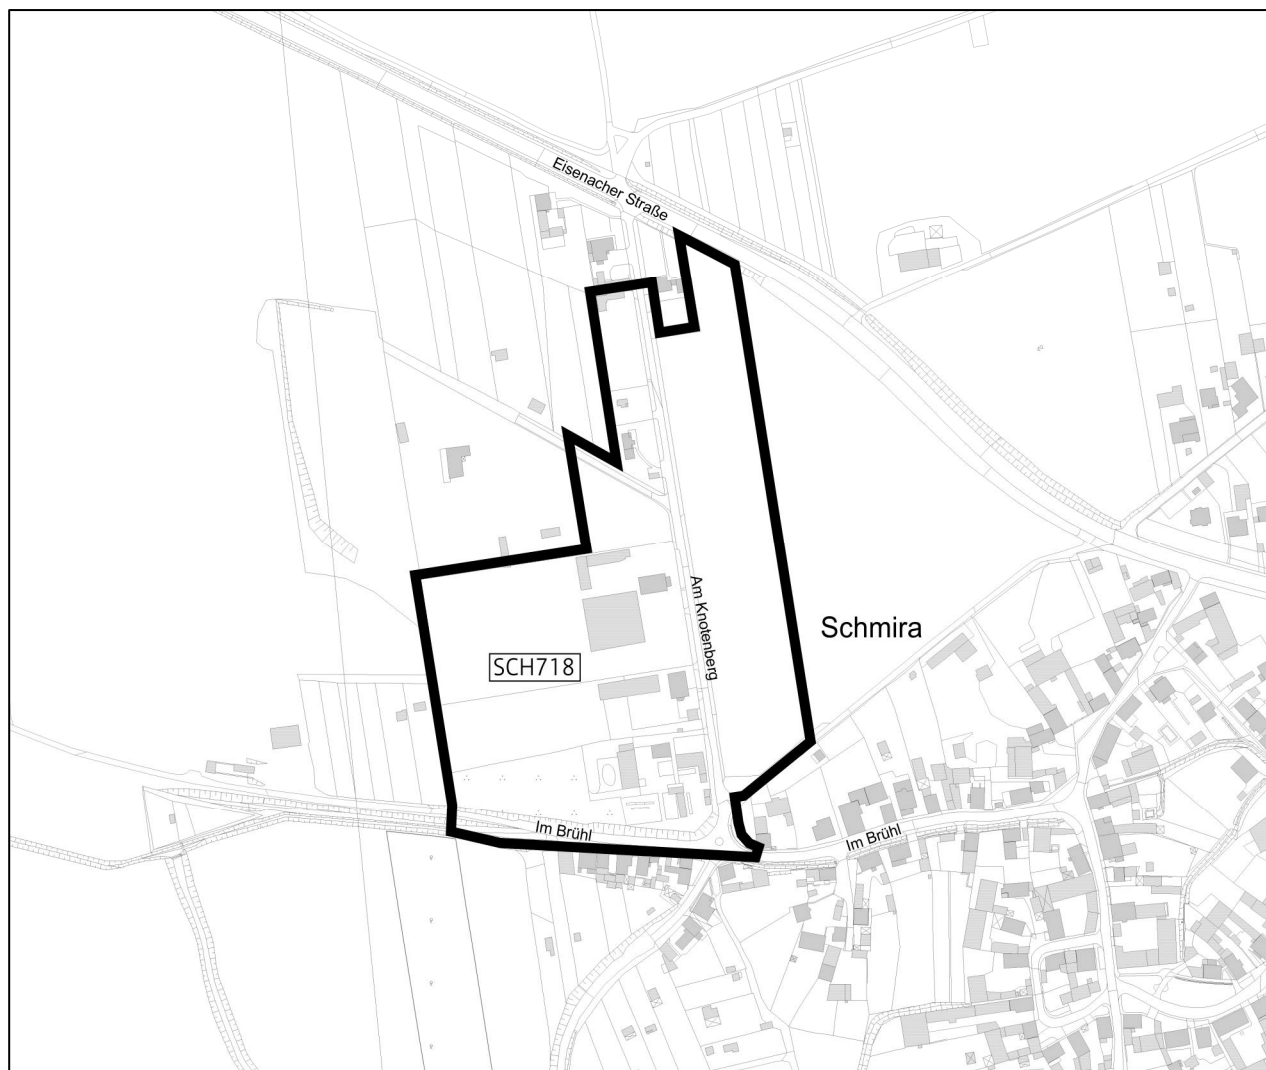 Eisenacher Straße
Am Knotenberg
Schmira
SCH718
Im Brühl
Im Brühl